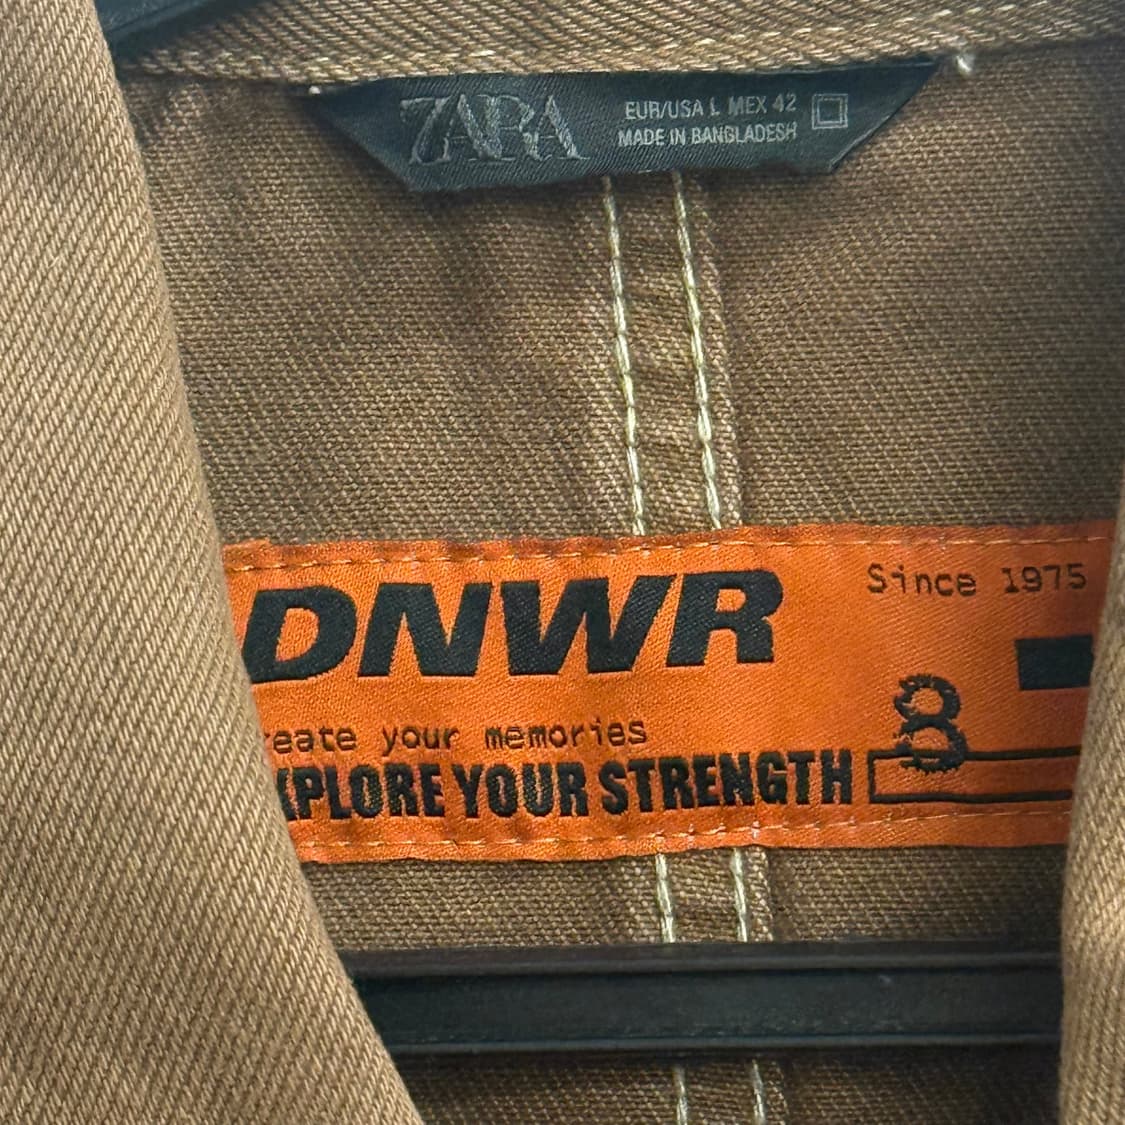 ZARA
EUR/USA L MEX 42
MADE IN BANGLADESH
DNWR
Since 1975
8
reate your memories
XPLORE YOUR STRENGTH